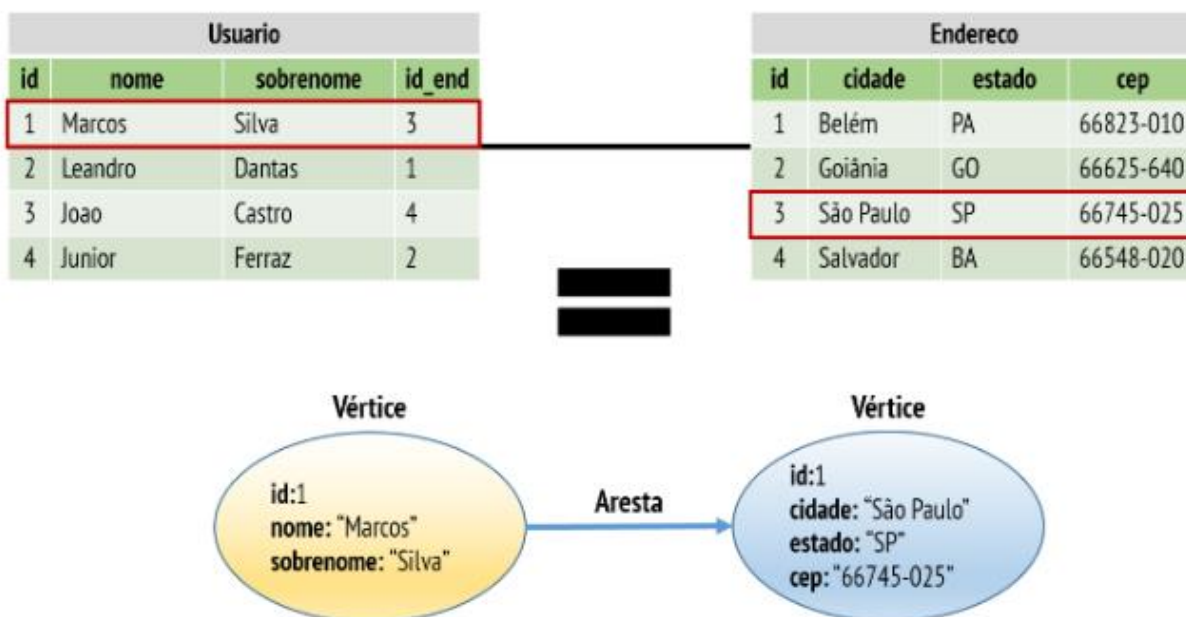 Usuario
id nome sobrenome id_end
1 Marcos Silva 3
2 Leandro Dantas 1
3 Joao Castro 4
4 Junior Ferraz 2
Endereco
id cidade estado cep
1 Belém PA 66823-010
2 Goiânia GO 66625-640
3 São Paulo SP 66745-025
4 Salvador BA 66548-020
Vértice
id:1
nome: "Marcos"
sobrenome: "Silva"
Aresta
Vértice
id:1
cidade: "São Paulo"
estado: "SP"
cep: "66745-025"